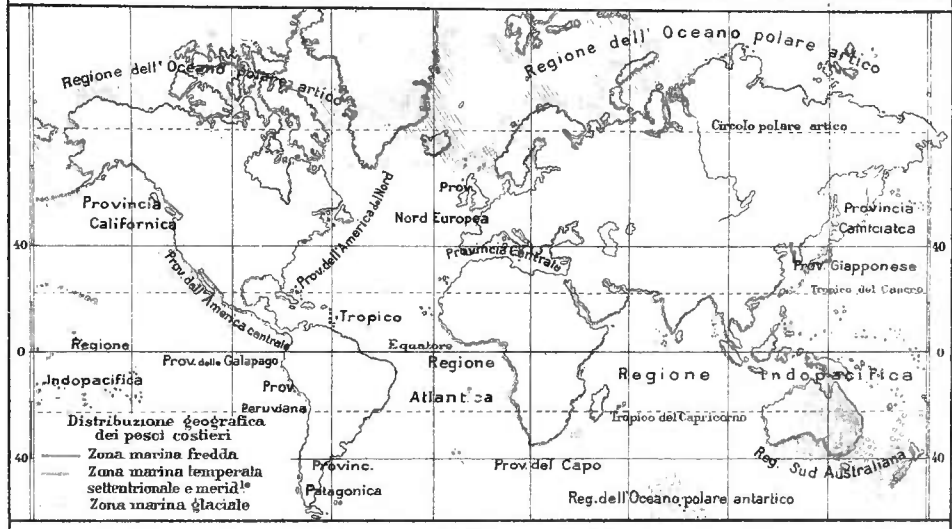 Regione dell' Oceano polare artico
Regione dell' Oceano polare artico
Circolo polare artico
Provincia
Californica
Prov.
Nord Europea
Prov. dell'America del Nord
Provincia Centrale
Provincia
Camciatca
40
40
Prov. Giapponese
Tropico del Cancro
Prov. dell'America centrale
Tropico
Equatore
0
0
Regione
Indopacifica
Prov. delle Galapago
Prov.
Peruviana
Regione
Atlantica
Regione Indopacifica
Tropico del Capricorno
Distribuzione geografica
dei pesci costieri
Zona marina fredda
Zona marina temperata
settentrionale e merid.le
Zona marina glaciale
40
40
Provinc.
Patagonica
Prov. del Capo
Reg. Sud Australiana
Reg. dell'Oceano polare antartico